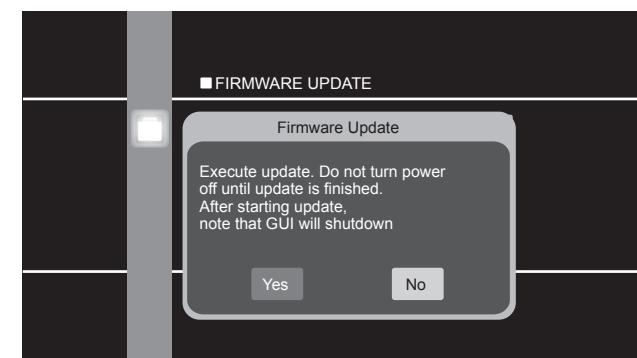 ■FIRMWARE UPDATE
Firmware Update
Execute update. Do not turn power
off until update is finished.
After starting update,
note that GUI will shutdown
Yes
No